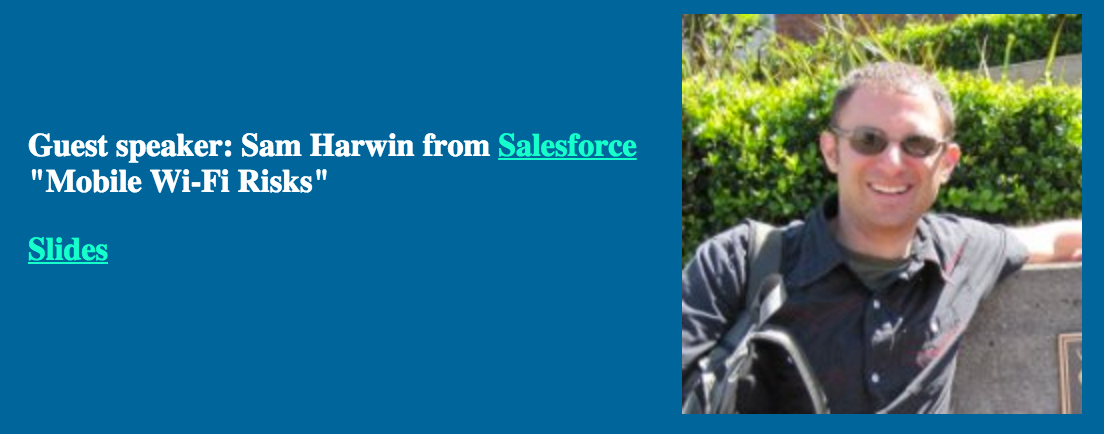 Guest speaker: Sam Harwin from Salesforce
"Mobile Wi-Fi Risks"
Slides